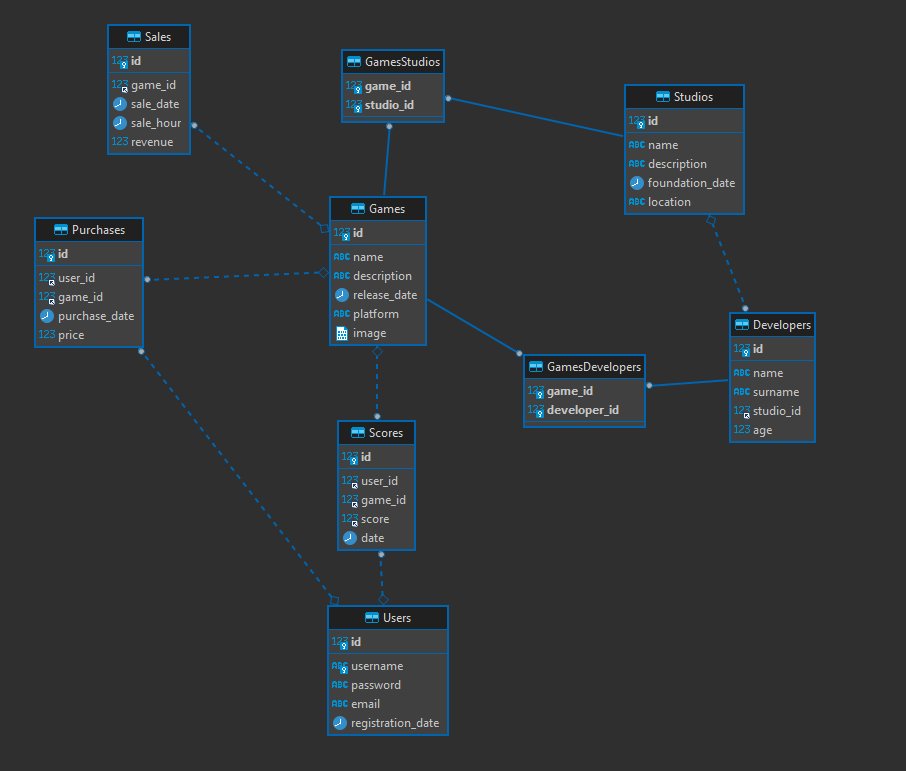 Sales
123 id
123 game_id
sale_date
sale_hour
123 revenue
GamesStudios
123 game_id
123 studio_id
Studios
123 id
ABC name
ABC description
foundation_date
ABC location
Purchases
123 id
123 user_id
123 game_id
purchase_date
123 price
Games
123 id
ABC name
ABC description
release_date
ABC platform
image
GamesDevelopers
123 game_id
123 developer_id
Developers
123 id
ABC name
ABC surname
123 studio_id
123 age
Scores
123 id
123 user_id
123 game_id
123 score
date
Users
123 id
ABC username
ABC password
ABC email
registration_date